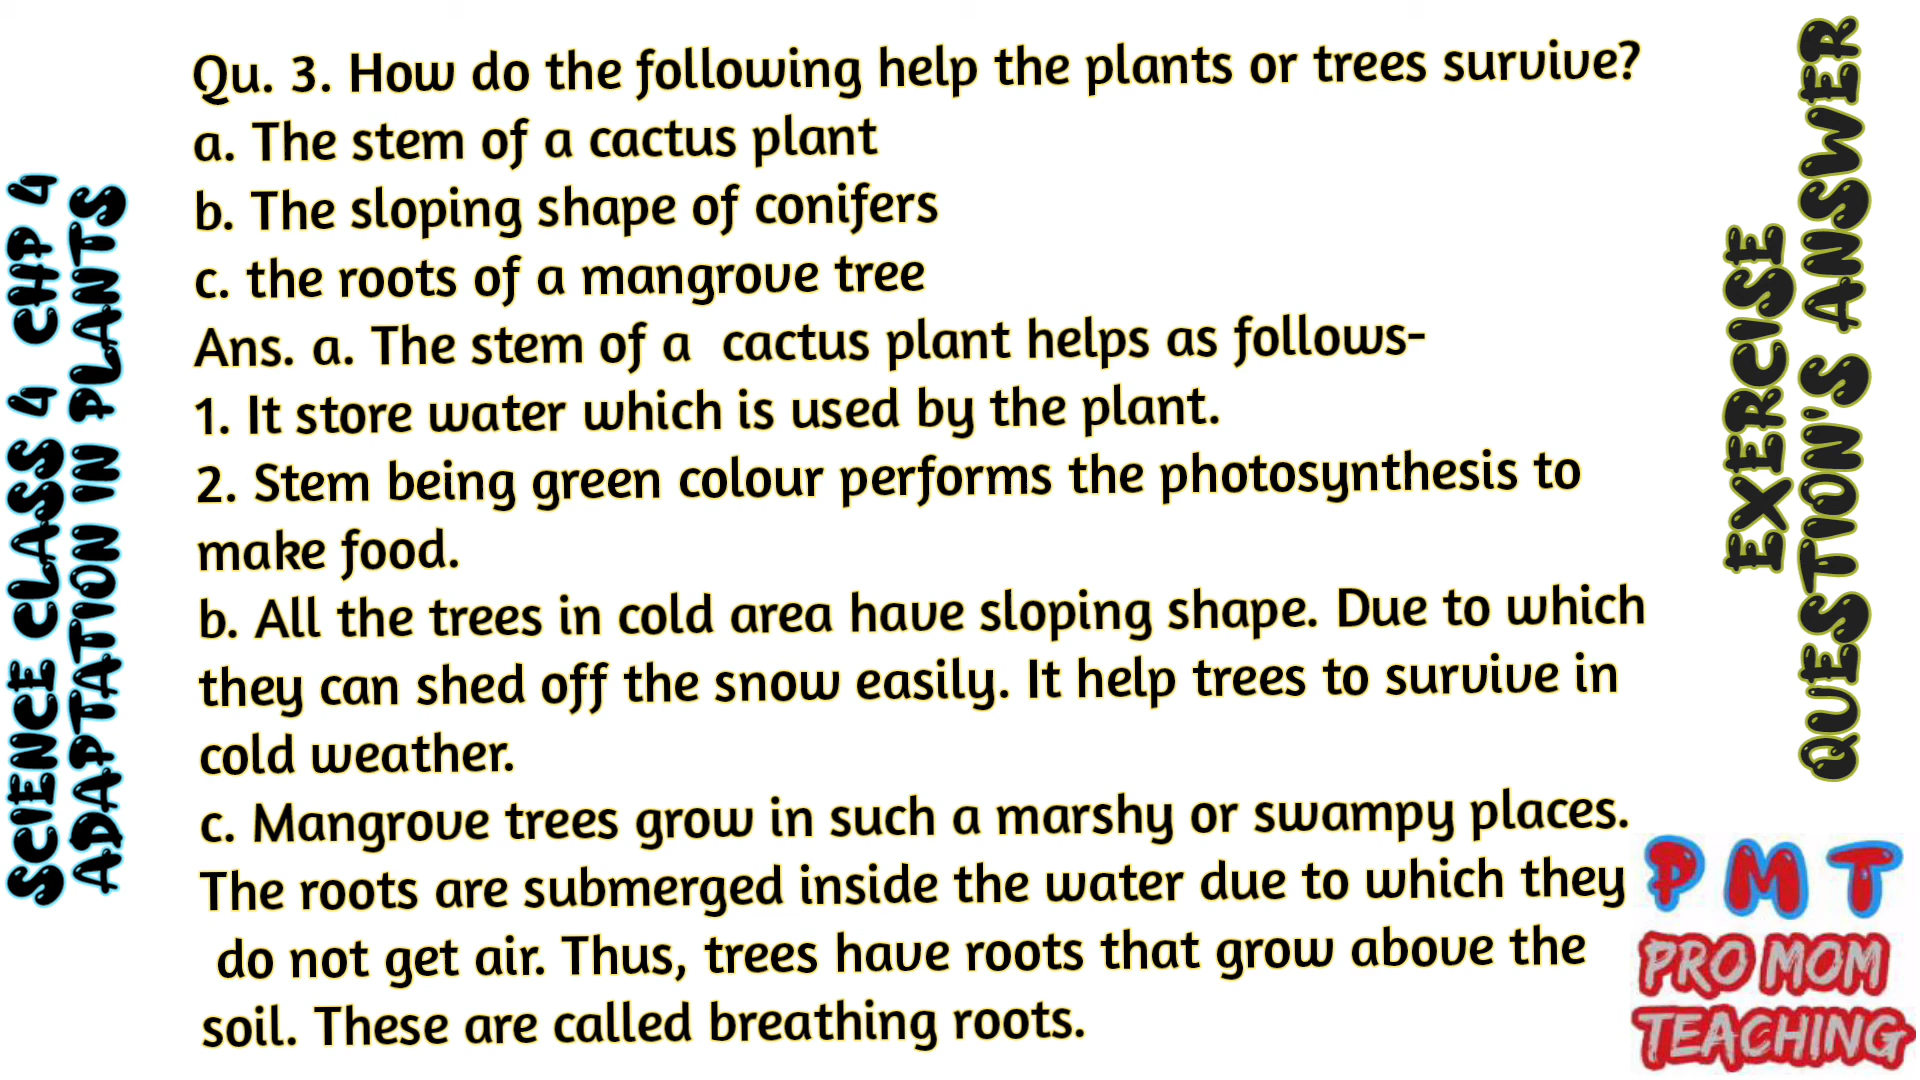 SCIENCE CLASS 4 CHP 4
ADAPTATION IN PLANTS
Qu. 3. How do the following help the plants or trees survive?
a. The stem of a cactus plant
b. The sloping shape of conifers
c. the roots of a mangrove tree
Ans. a. The stem of a cactus plant helps as follows-
1. It store water which is used by the plant.
2. Stem being green colour performs the photosynthesis to
make food.
b. All the trees in cold area have sloping shape. Due to which
they can shed off the snow easily. It help trees to survive in
cold weather.
c. Mangrove trees grow in such a marshy or swampy places.
The roots are submerged inside the water due to which they
do not get air. Thus, trees have roots that grow above the
soil. These are called breathing roots.
EXERCISE
QUESTION'S ANSWER
PMT
PRO MOM
TEACHING